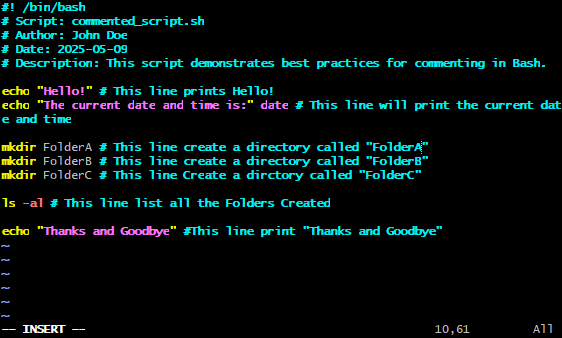 #! /bin/bash
# Script: commented_script.sh
# Author: John Doe
# Date: 2025-05-09
# Description: This script demonstrates best practices for commenting in Bash.
echo "Hello!" # This line prints Hello!
echo "The current date and time is:" date # This line will print the current dat
e and time
mkdir FolderA # This line create a directory called "FolderA"
mkdir FolderB # This line create a directory called "FolderB"
mkdir FolderC # This line Create a dirctory called "FolderC"
ls -al # This line list all the Folders Created
echo "Thanks and Goodbye" #This line print "Thanks and Goodbye"
~
~
~
~
~
~
-- INSERT -- 10,61 All